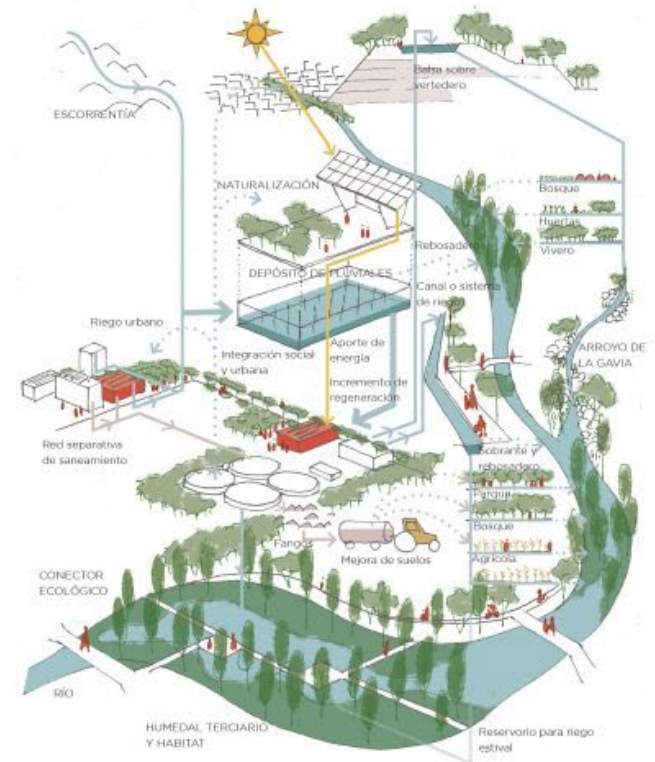 Balsa sobre
vertedero
ESCORRENTÍA
NATURALIZACIÓN
Bosque
Huertas
Vivero
Rebosadero
DEPÓSITO DE PLUVIALES
Canal o sistema
de riego
Riego urbano
Integración social
y urbana
Aporte de
energía
Incremento de
regeneración
ARROYO DE
LA GAVIA
Red separativa
de saneamiento
Sobrante y
rebosadero
Parque
Bosque
Agrícola
Fangos
Mejora de suelos
CONECTOR
ECOLÓGICO
RÍO
HUMEDAL TERCIARIO
Y HABITAT
Reservorio para riego
estival